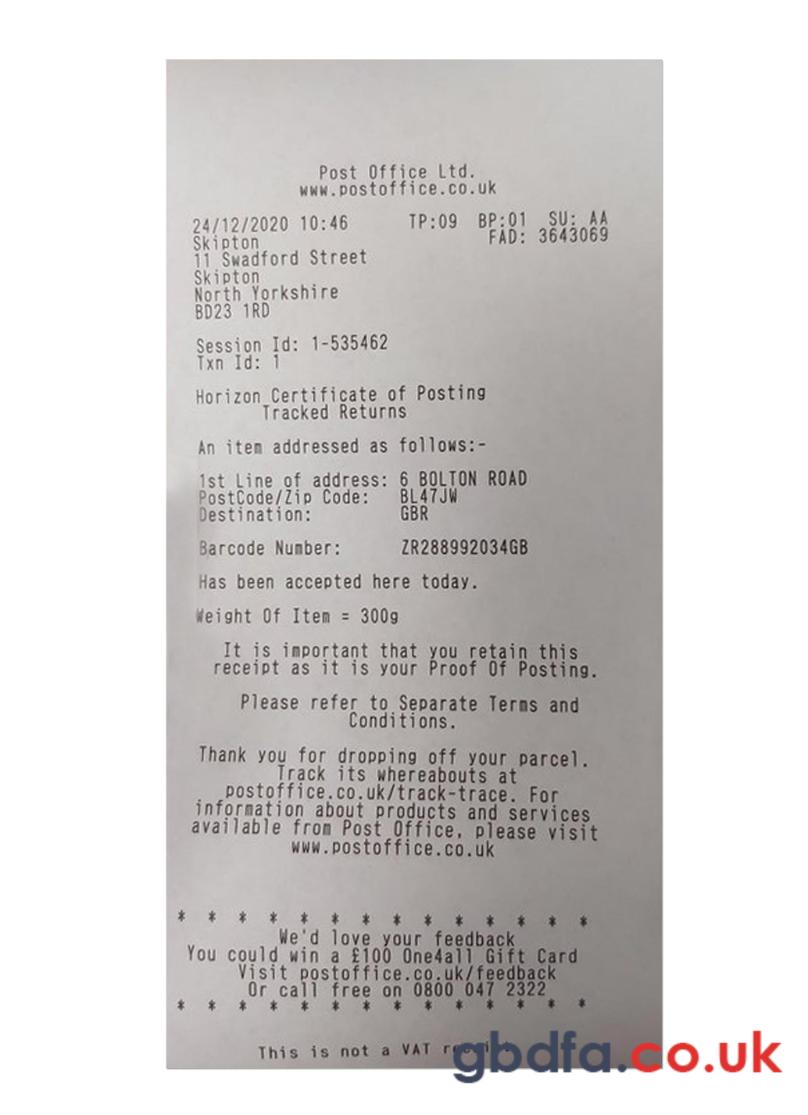 Post Office Ltd.
www.postoffice.co.uk
24/12/2020 10:46 TP:09 BP:01 SU: AA
Skipton FAD: 3643069
11 Swadford Street
Skipton
North Yorkshire
BD23 1RD
Session Id: 1-535462
Txn Id: 1
Horizon Certificate of Posting
Tracked Returns
An item addressed as follows:-
1st Line of address: 6 BOLTON ROAD
PostCode/Zip Code: BL47JW
Destination: GBR
Barcode Number: ZR288992034GB
Has been accepted here today.
Weight Of Item = 300g
It is important that you retain this
receipt as it is your Proof Of Posting.
Please refer to Separate Terms and
Conditions.
Thank you for dropping off your parcel.
Track its whereabouts at
postoffice.co.uk/track-trace. For
information about products and services
available from Post Office, please visit
www.postoffice.co.uk
* * * * * * * * * * * * * *
We'd love your feedback
You could win a £100 One4all Gift Card
Visit postoffice.co.uk/feedback
Or call free on 0800 047 2322
* * * * * * * * * * * * * *
This is not a VAT
gbdfa.co.uk